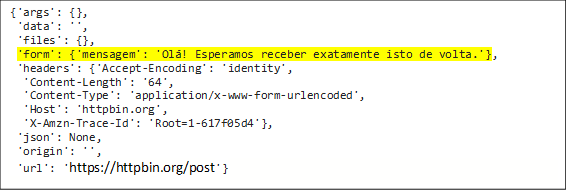 {'args': {},
'data': '',
'files': {},
'form': {'mensagem': 'Olá! Esperamos receber exatamente isto de volta.'},
'headers': {'Accept-Encoding': 'identity',
'Content-Length': '64',
'Content-Type': 'application/x-www-form-urlencoded',
'Host': 'httpbin.org',
'X-Amzn-Trace-Id': 'Root=1-617f05d4'},
'json': None,
'origin': '',
'url': 'https://httpbin.org/post'}